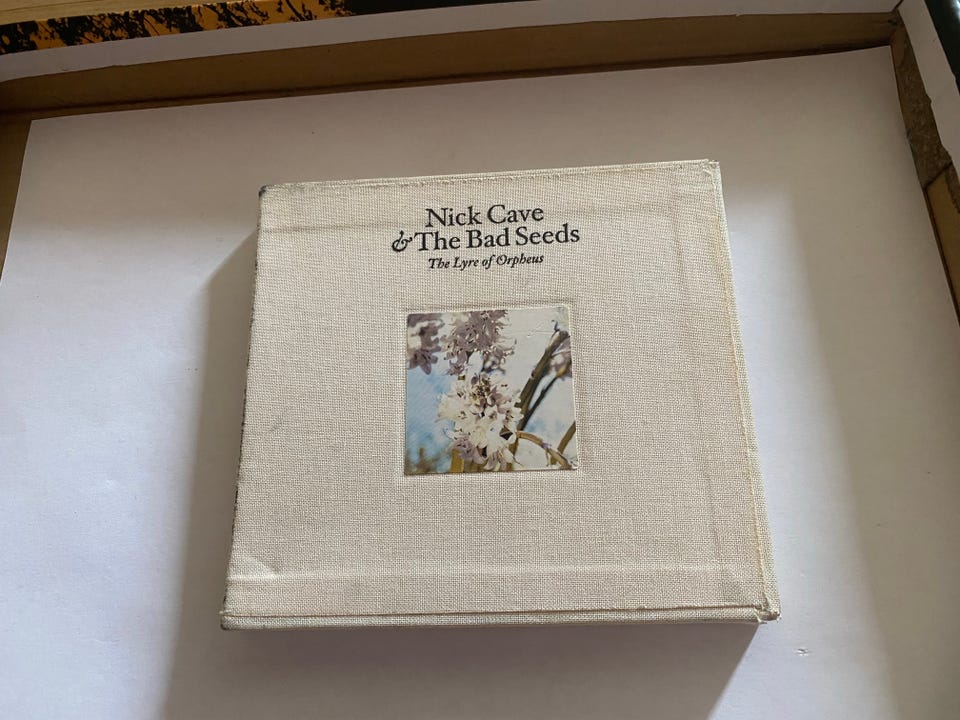 Nick Cave
& The Bad Seeds
The Lyre of Orpheus